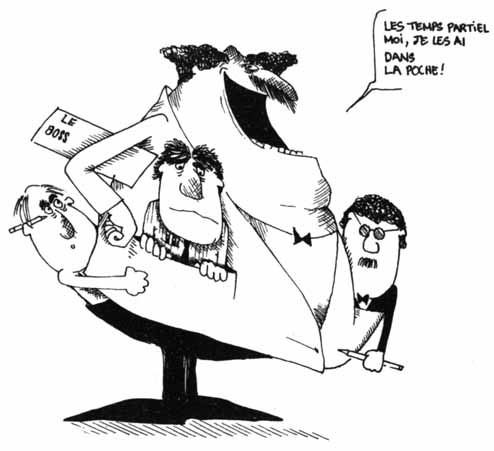 LES TEMPS PARTIEL
MOI, JE LES AI
DANS
LA POCHE!
LE
BOSS